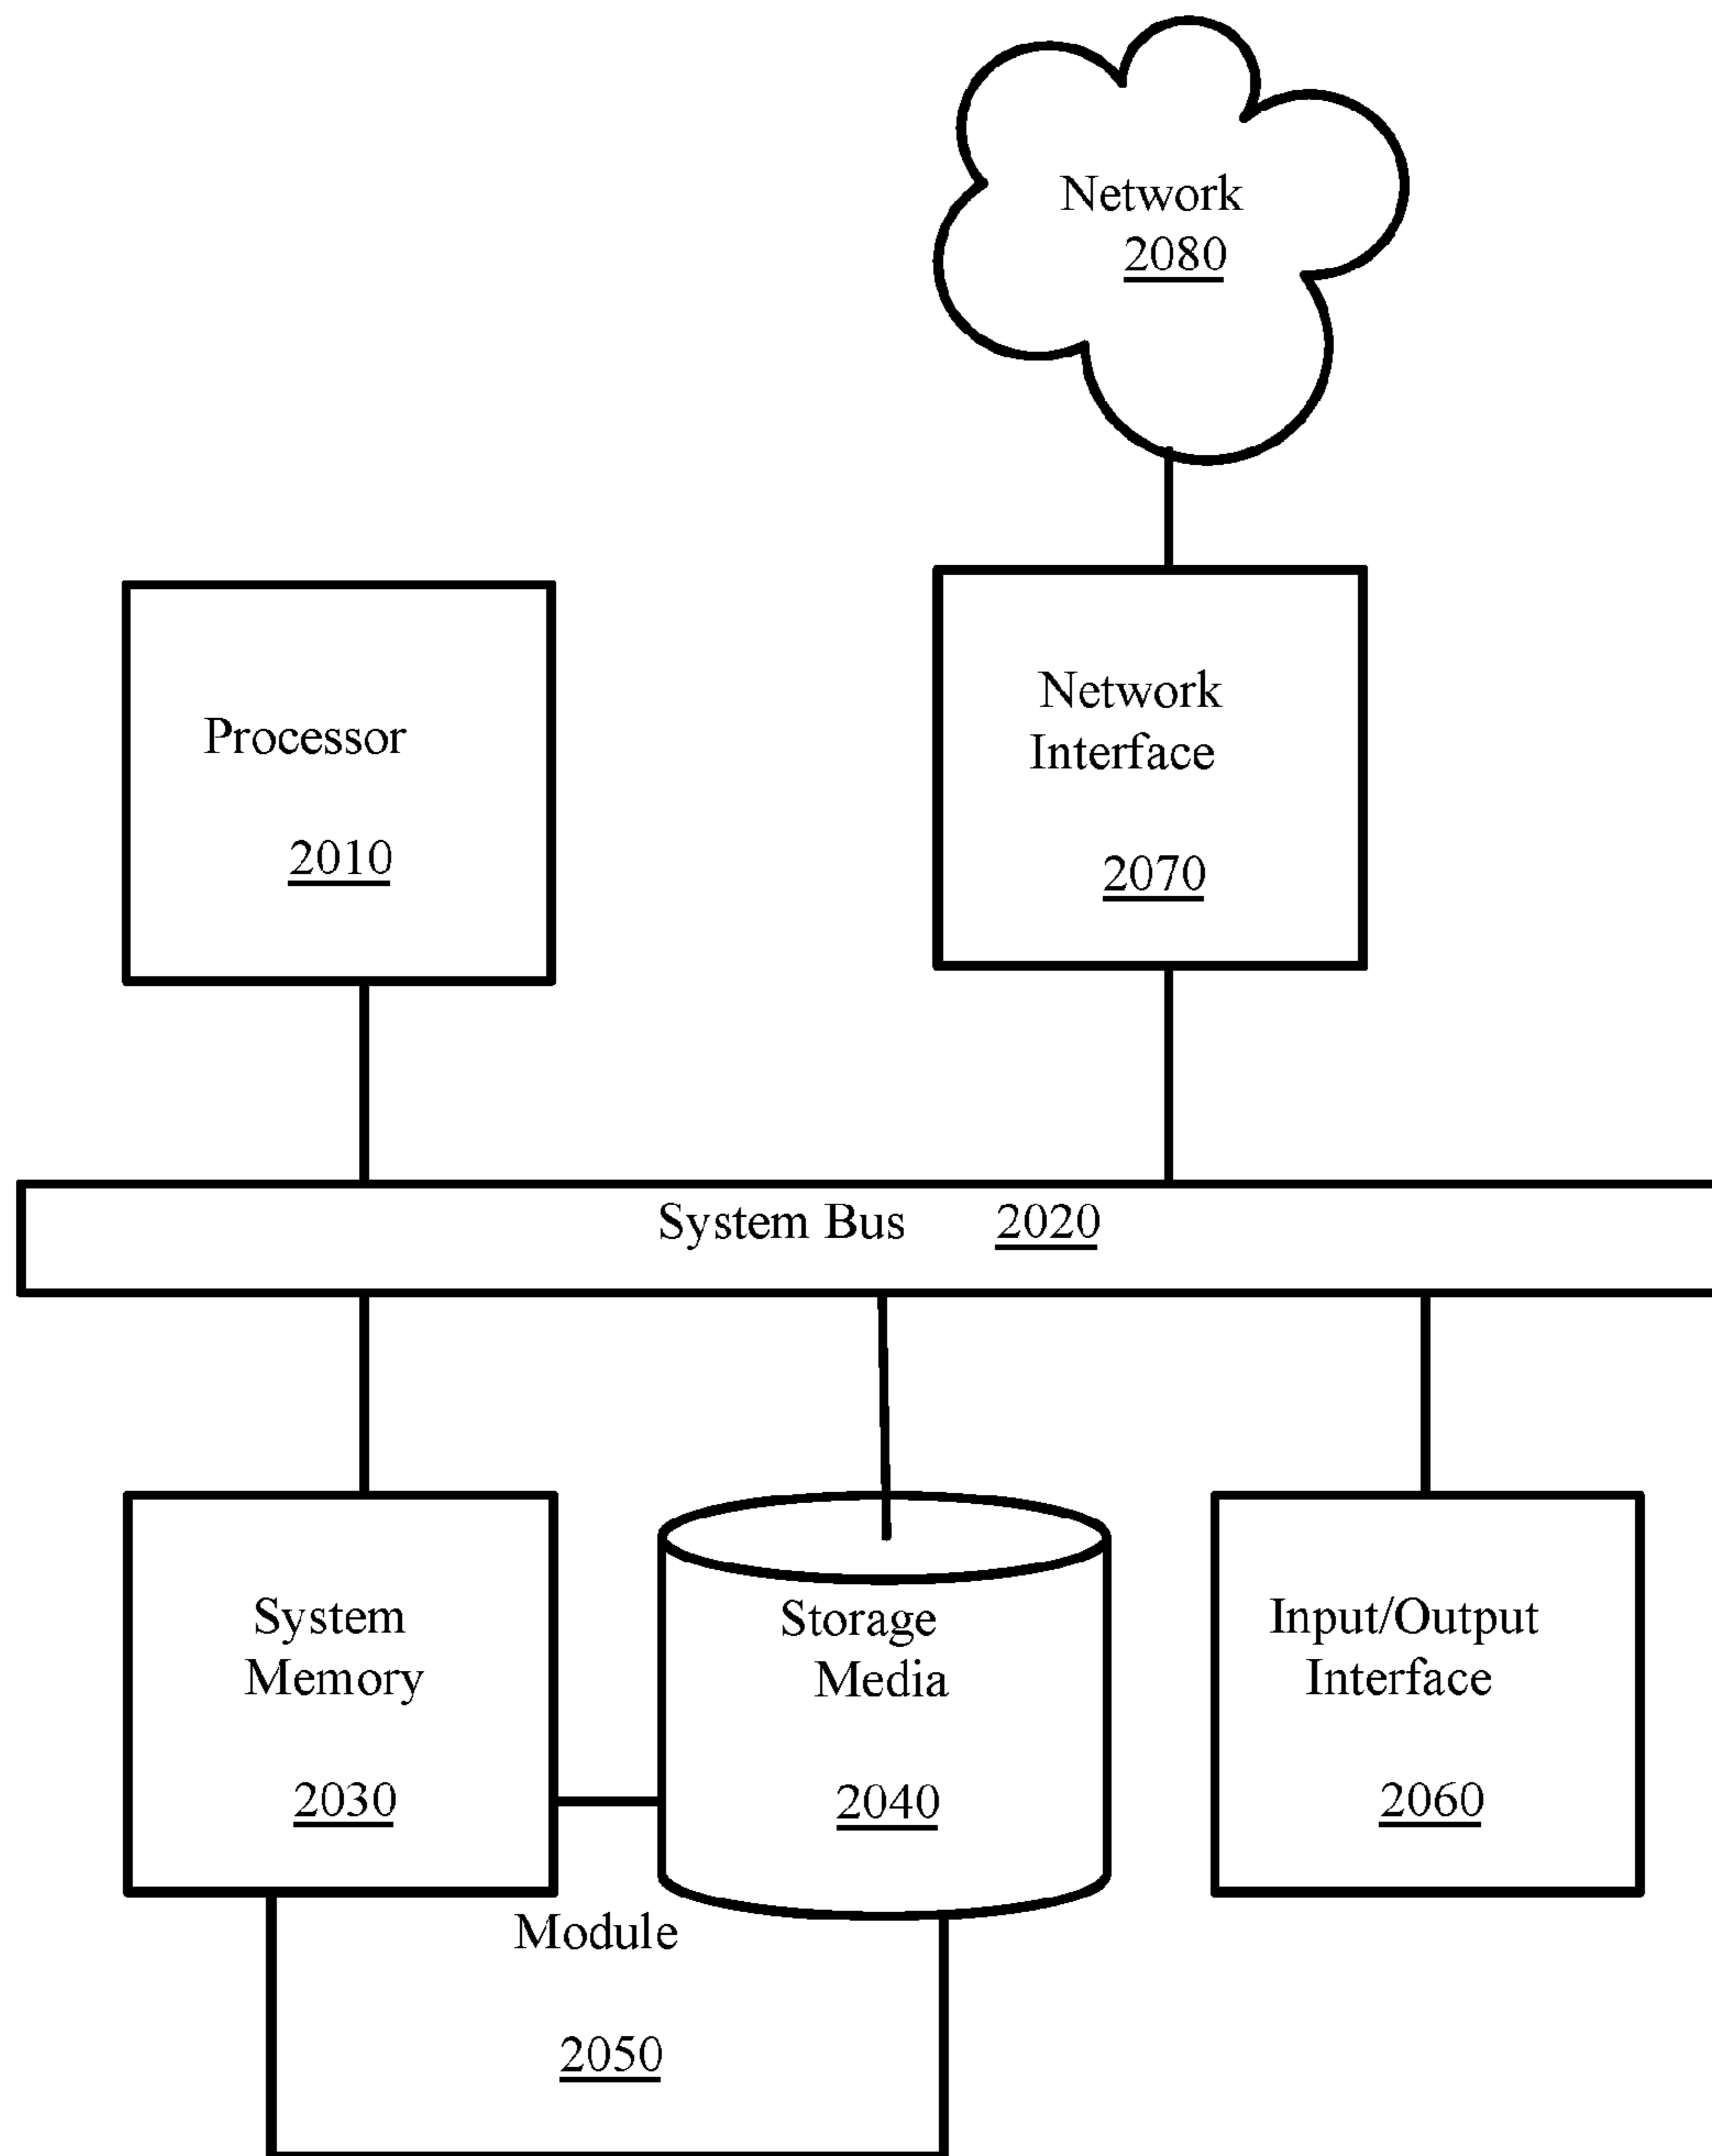 Network
2080
Processor
2010
Network
Interface
2070
System Bus 2020
System
Memory
2030
Storage
Media
2040
Input/Output
Interface
2060
Module
2050